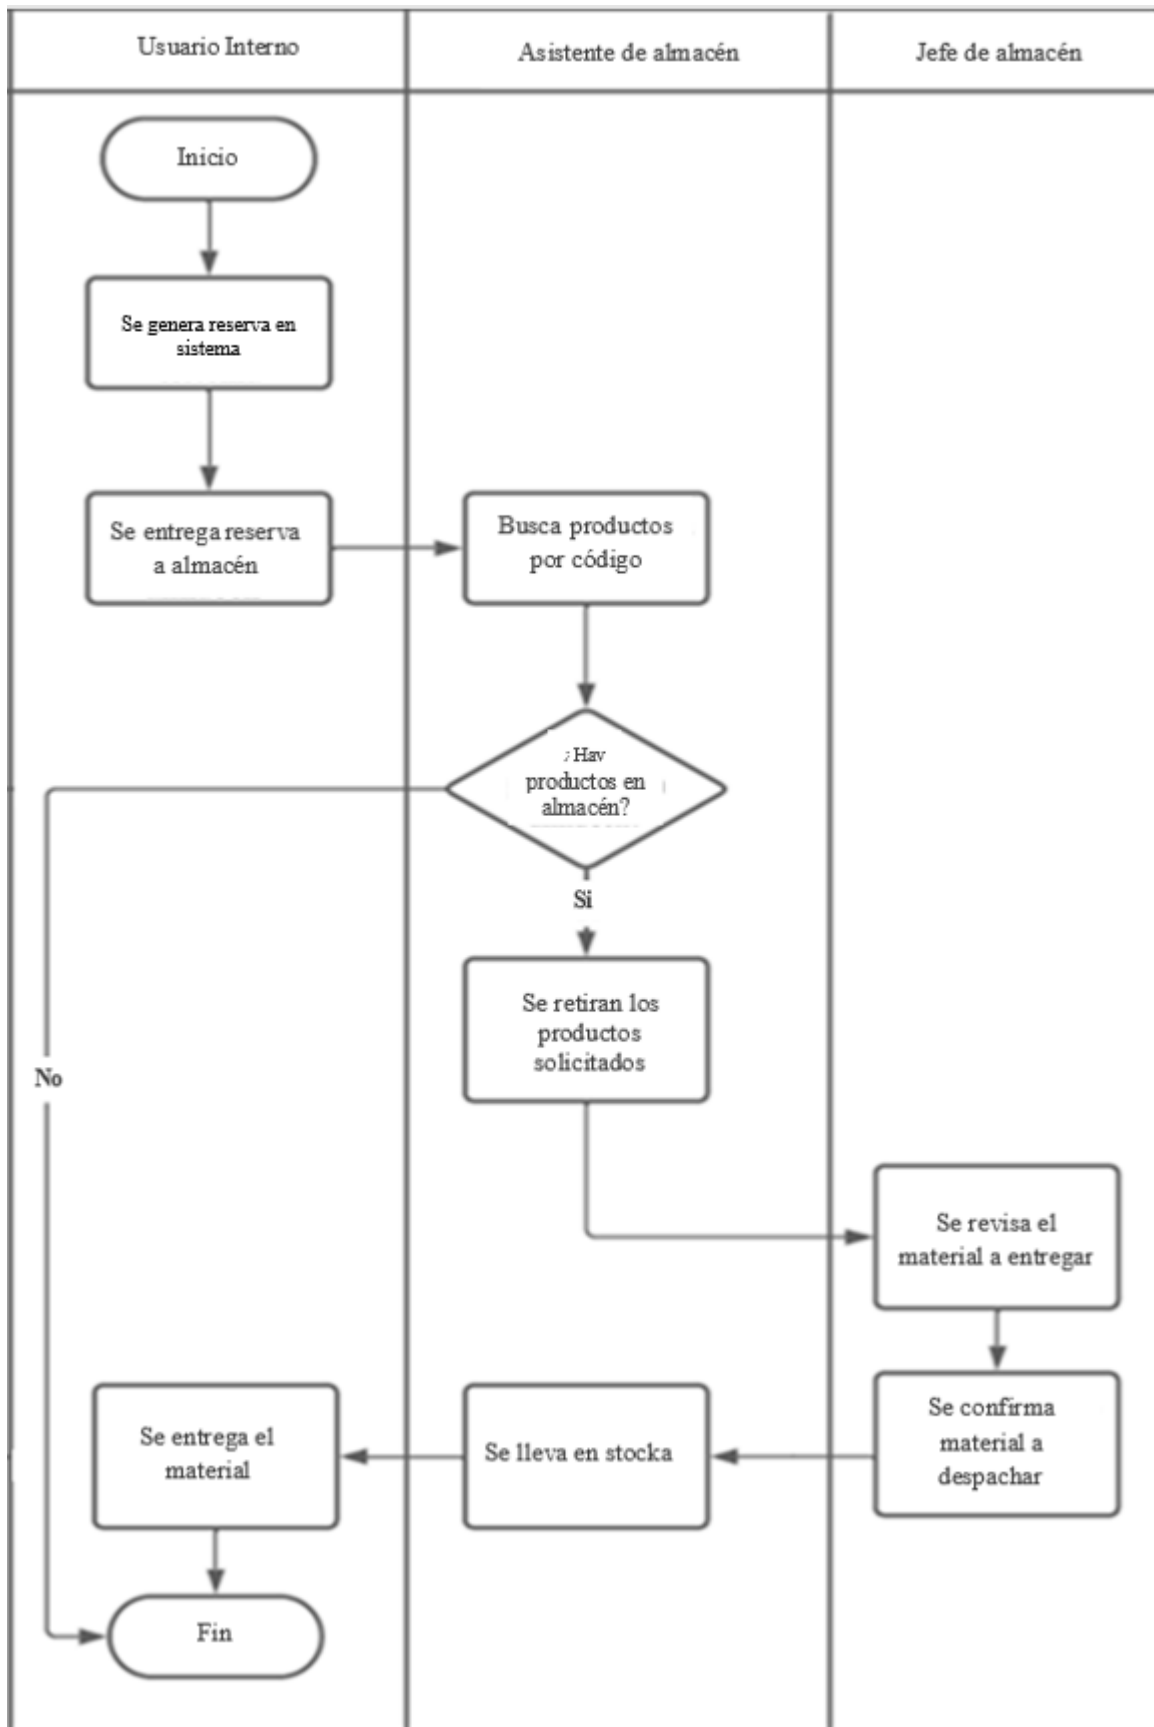 Usuario Interno
Asistente de almacén
Jefe de almacén
Inicio
Se genera reserva en
sistema
Se entrega reserva
a almacén
Busca productos
por código
¿Hay
productos en
almacén?
Si
Se retiran los
productos
solicitados
No
Se revisa el
material a entregar
Se confirma
material a
despachar
Se lleva en stocka
Se entrega el
material
Fin